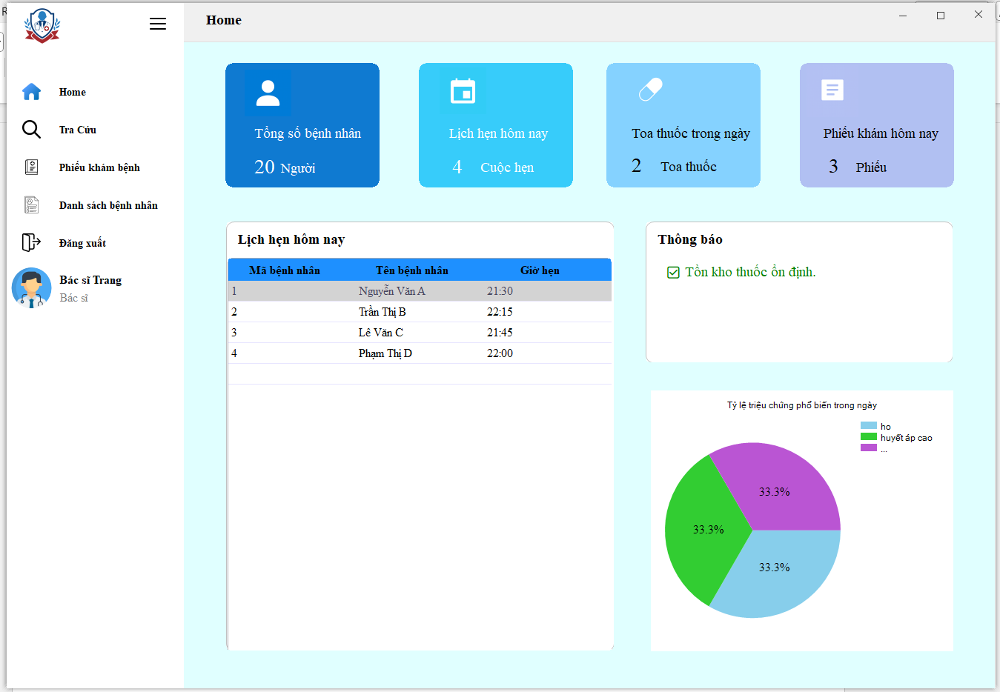 Home
Home
Tra Cứu
Phiếu khám bệnh
Danh sách bệnh nhân
Đăng xuất
Bác sĩ Trang
Bác sĩ
Tổng số bệnh nhân
20 Người
Lịch hẹn hôm nay
4 Cuộc hẹn
Toa thuốc trong ngày
2 Toa thuốc
Phiếu khám hôm nay
3 Phiếu
Lịch hẹn hôm nay
Mã bệnh nhân Tên bệnh nhân Giờ hẹn
1 Nguyễn Văn A 21:30
2 Trần Thị B 22:15
3 Lê Văn C 21:45
4 Phạm Thị D 22:00
Thông báo
Tồn kho thuốc ổn định.
Tỷ lệ triệu chứng phổ biến trong ngày
ho
huyết áp cao
...
33.3%
33.3%
33.3%